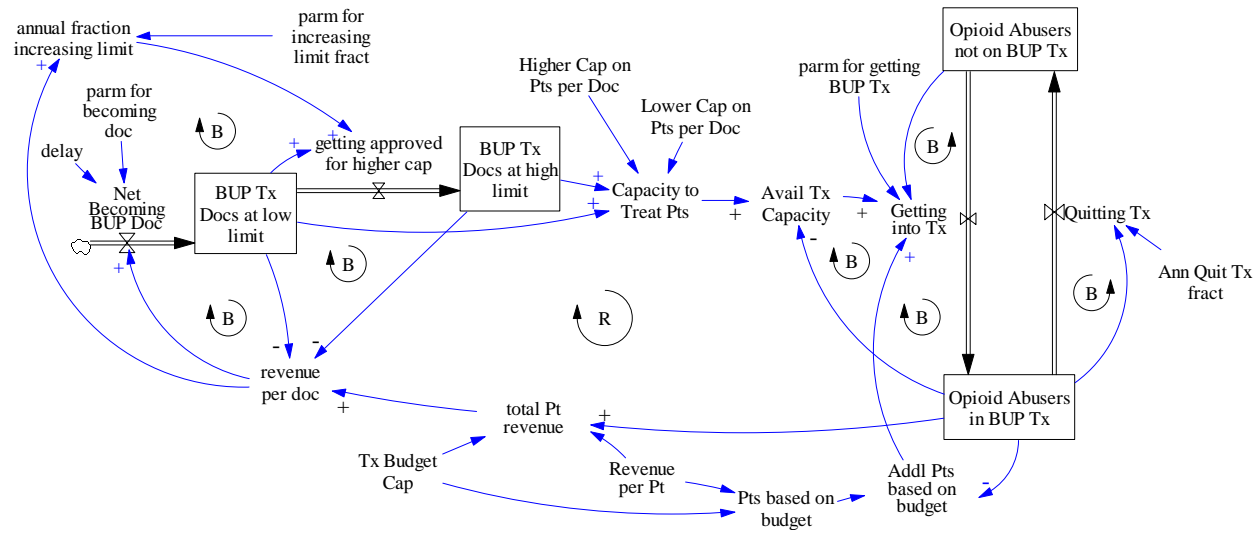 annual fraction
increasing limit
parm for
increasing
limit fract
Opioid Abusers
not on BUP Tx
Higher Cap on
Pts per Doc
parm for getting
BUP Tx
parm for
becoming
doc
Lower Cap on
Pts per Doc
+
B
+
+
getting approved
for higher cap
BUP Tx
Docs at high
limit
B
delay
Net
Becoming
BUP Doc
BUP Tx
Docs at low
limit
+
+
Capacity to
Treat Pts
+
Avail Tx
Capacity
+
Getting
into Tx
Quitting Tx
-
+
+
B
B
Ann Quit Tx
fract
B
B
R
B
B
-
-
revenue
per doc
+
total Pt
revenue
+
Opioid Abusers
in BUP Tx
Tx Budget
Cap
Revenue
per Pt
Pts based on
budget
Addl Pts
based on
budget
-